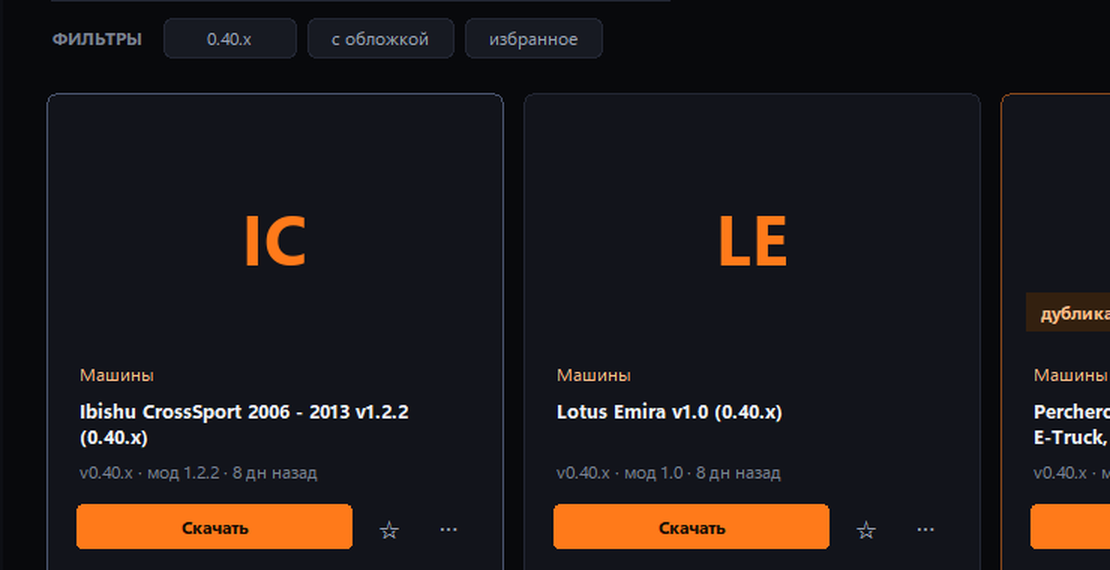 ФИЛЬТРЫ 0.40.x с обложкой избранное
IC
LE
Машины
Ibishu CrossSport 2006 - 2013 v1.2.2
(0.40.x)
v0.40.x · мод 1.2.2 · 8 дн назад
Скачать
Машины
Lotus Emira v1.0 (0.40.x)
v0.40.x · мод 1.0 · 8 дн назад
Скачать
Машины
E-Truck,
v0.40.x ·